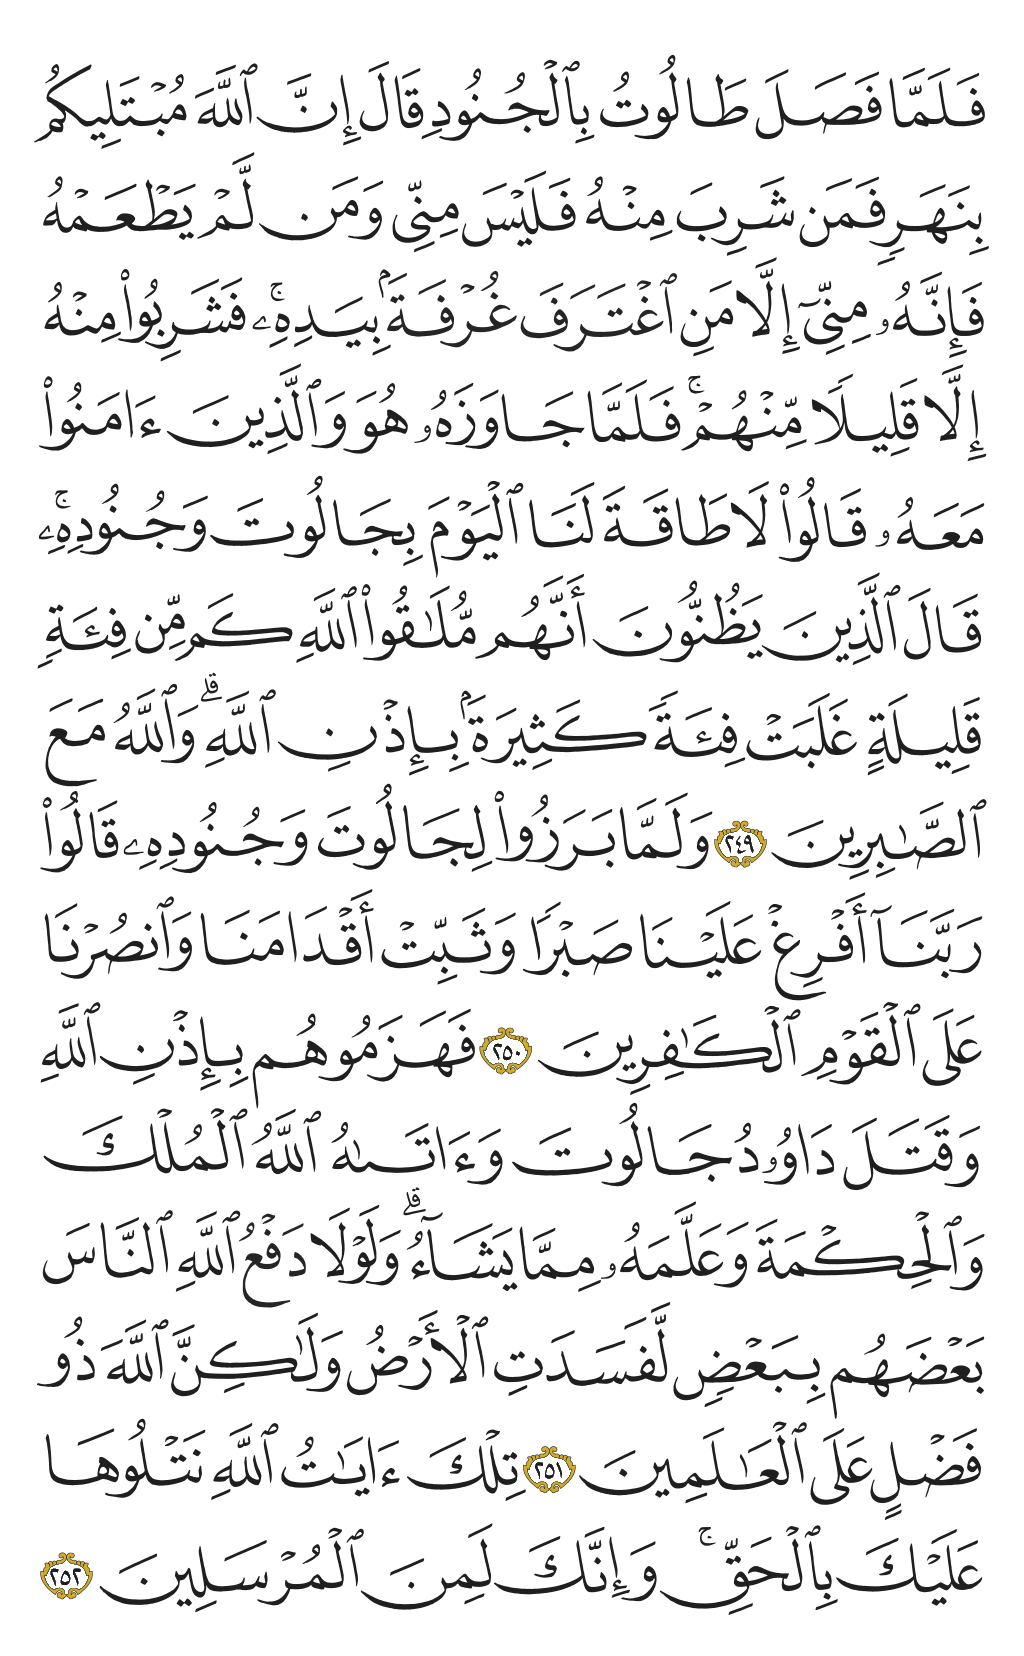 فَلَمَّا فَصَلَ طَالُوتُ بِٱلْجُنُودِ قَالَ إِنَّ ٱللَّهَ مُبْتَلِيكُم
بِنَهَرٍ فَمَن شَرِبَ مِنْهُ فَلَيْسَ مِنِّى وَمَن لَّمْ يَطْعَمْهُ
فَإِنَّهُۥ مِنِّىٓ إِلَّا مَنِ ٱغْتَرَفَ غُرْفَةَۢ بِيَدِهِۦۚ فَشَرِبُوا۟ مِنْهُ
إِلَّا قَلِيلًا مِّنْهُمْۚ فَلَمَّا جَاوَزَهُۥ هُوَ وَٱلَّذِينَ ءَامَنُوا۟
مَعَهُۥ قَالُوا۟ لَا طَاقَةَ لَنَا ٱلْيَوْمَ بِجَالُوتَ وَجُنُودِهِۦۚ
قَالَ ٱلَّذِينَ يَظُنُّونَ أَنَّهُم مُّلَٰقُوا۟ ٱللَّهِ كَم مِّن فِئَةٍ
قَلِيلَةٍ غَلَبَتْ فِئَةً كَثِيرَةَۢ بِإِذْنِ ٱللَّهِۗ وَٱللَّهُ مَعَ
ٱلصَّٰبِرِينَ ٢٤٩ وَلَمَّا بَرَزُوا۟ لِجَالُوتَ وَجُنُودِهِۦ قَالُوا۟
رَبَّنَآ أَفْرِغْ عَلَيْنَا صَبْرًا وَثَبِّتْ أَقْدَامَنَا وَٱنصُرْنَا
عَلَى ٱلْقَوْمِ ٱلْكَٰفِرِينَ ٢٥٠ فَهَزَمُوهُم بِإِذْنِ ٱللَّهِ
وَقَتَلَ دَاوُۥدُ جَالُوتَ وَءَاتَىٰهُ ٱللَّهُ ٱلْمُلْكَ
وَٱلْحِكْمَةَ وَعَلَّمَهُۥ مِمَّا يَشَآءُۗ وَلَوْلَا دَفْعُ ٱللَّهِ ٱلنَّاسَ
بَعْضَهُم بِبَعْضٍ لَّفَسَدَتِ ٱلْأَرْضُ وَلَٰكِنَّ ٱللَّهَ ذُو
فَضْلٍ عَلَى ٱلْعَٰلَمِينَ ٢٥١ تِلْكَ ءَايَٰتُ ٱللَّهِ نَتْلُوهَا
عَلَيْكَ بِٱلْحَقِّۚ وَإِنَّكَ لَمِنَ ٱلْمُرْسَلِينَ ٢٥٢